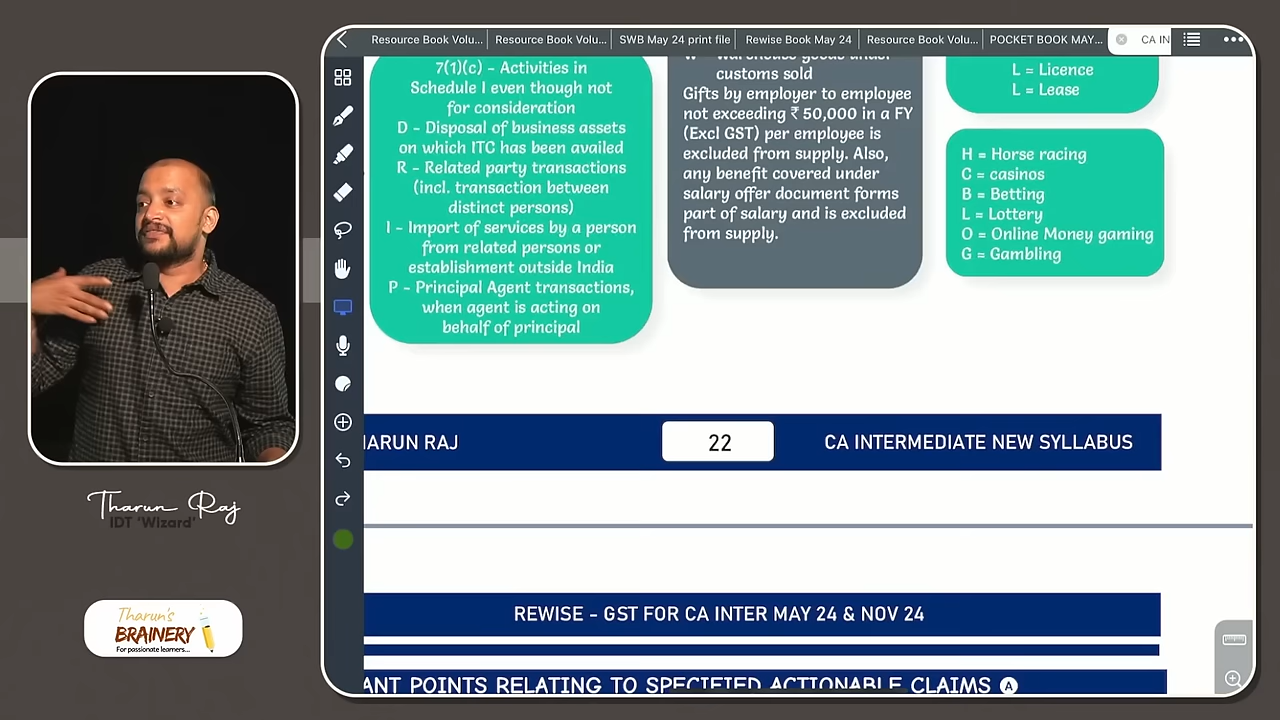 Resource Book Volu...
Resource Book Volu...
SWB May 24 print file
Rewise Book May 24
Resource Book Volu...
POCKET BOOK MAY...
CA IN
7(1)(c) – Activities in
Schedule I even though not
for consideration
D – Disposal of business assets
on which ITC has been availed
R – Related party transactions
(incl. transaction between
distinct persons)
I – Import of services by a person
from related persons or
establishment outside India
P – Principal Agent transactions,
when agent is acting on
behalf of principal
W – warehouse goods under
customs sold
Gifts by employer to employee
not exceeding ₹ 50,000 in a FY
(Excl GST) per employee is
excluded from supply. Also,
any benefit covered under
salary offer document forms
part of salary and is excluded
from supply.
L = Licence
L = Lease
H = Horse racing
C = casinos
B = Betting
L = Lottery
O = Online Money gaming
G = Gambling
HARUN RAJ
22
CA INTERMEDIATE NEW SYLLABUS
REWISE – GST FOR CA INTER MAY 24 & NOV 24
ANT POINTS RELATING TO SPECIFIED ACTIONABLE CLAIMS A
Tharun Raj
IDT 'Wizard'
Tharun's
BRAINERY
For passionate learners...